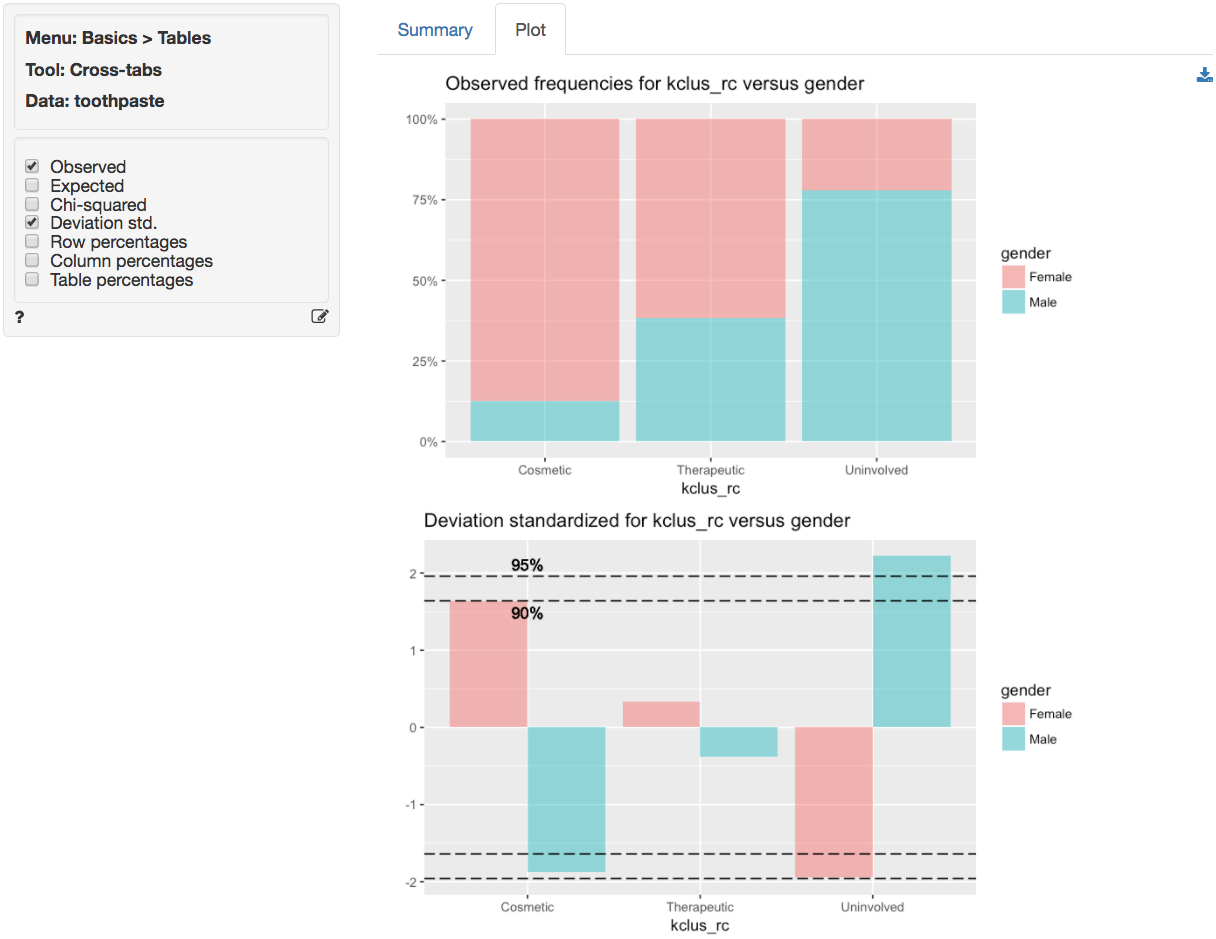 Menu: Basics > Tables
Tool: Cross-tabs
Data: toothpaste
Observed
Expected
Chi-squared
Deviation std.
Row percentages
Column percentages
Table percentages
?
Summary
Plot
Observed frequencies for kclus_rc versus gender
100%
75%
50%
25%
0%
Cosmetic
Therapeutic
Uninvolved
kclus_rc
gender
Female
Male
Deviation standardized for kclus_rc versus gender
95%
90%
2
1
0
-1
-2
Cosmetic
Therapeutic
Uninvolved
kclus_rc
gender
Female
Male